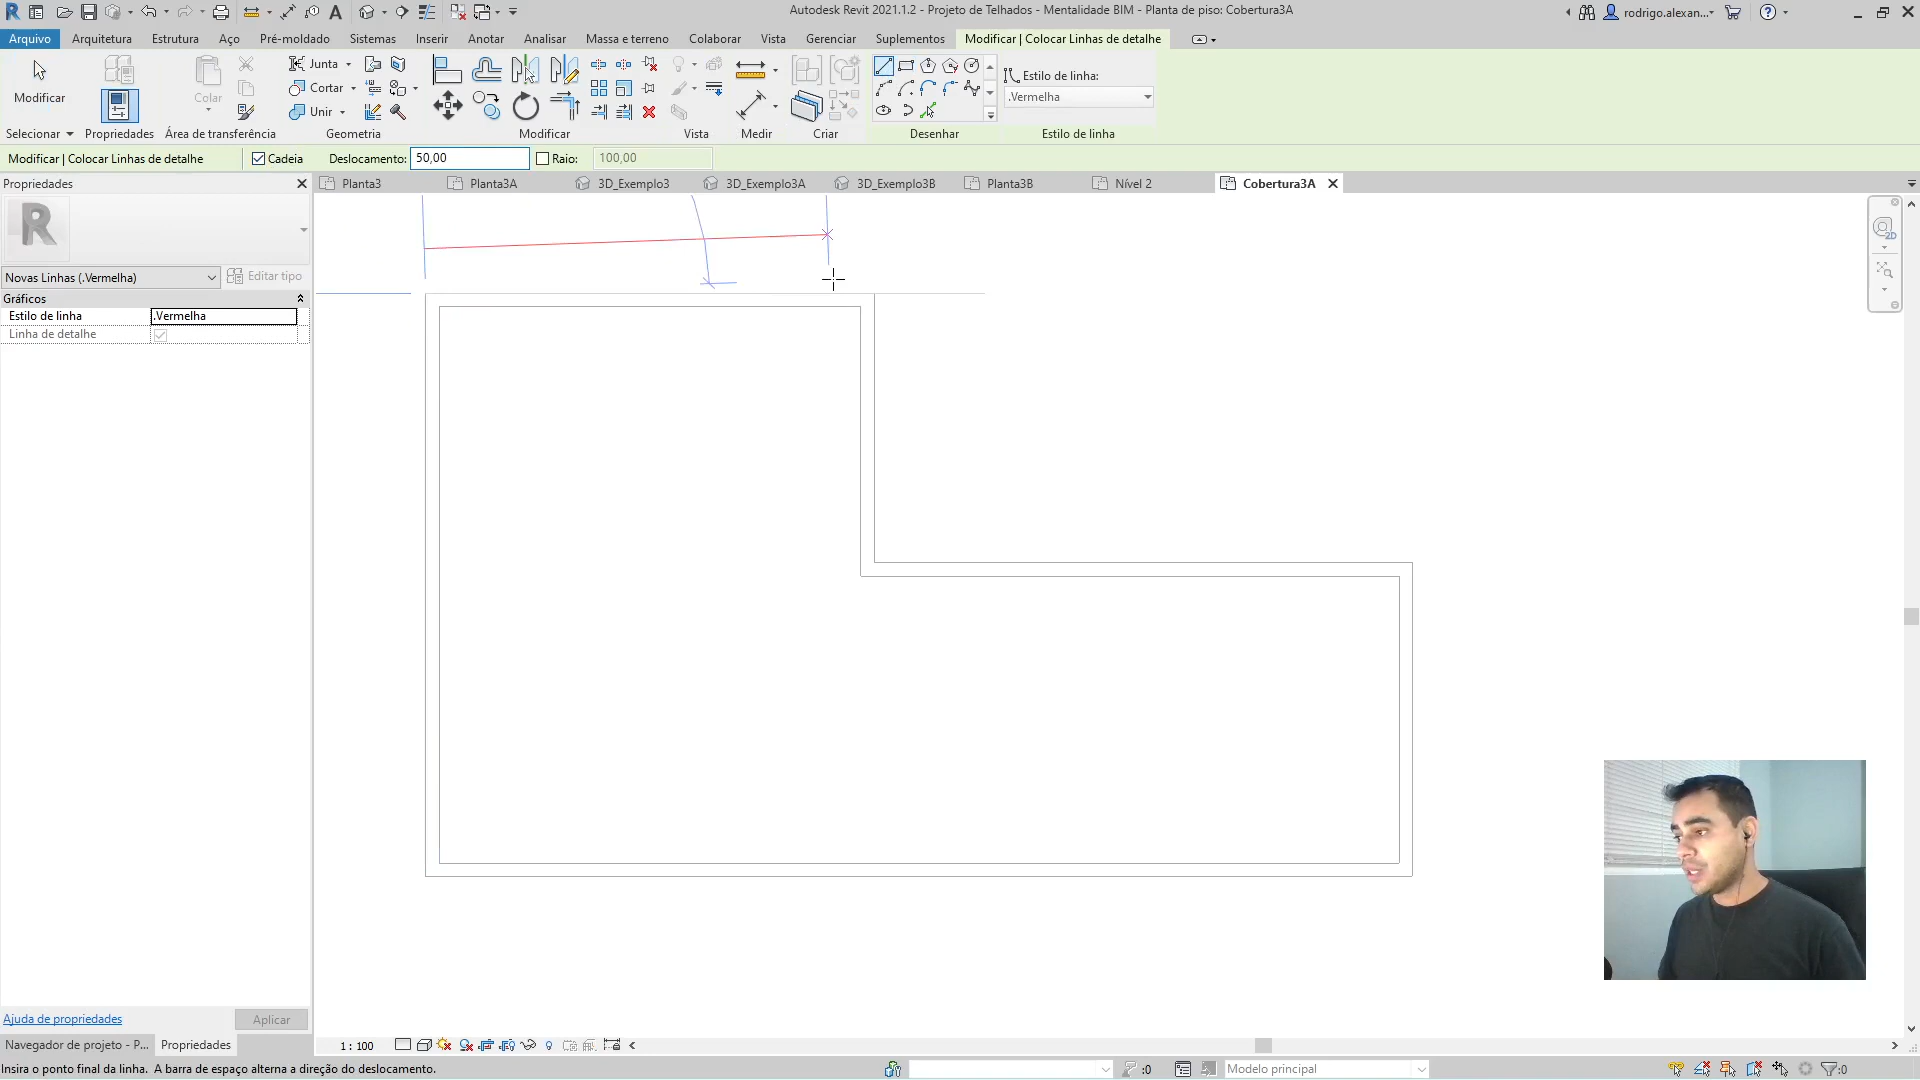 Autodesk Revit 2021.1.2 - Projeto de Telhados - Mentalidade BIM - Planta de piso: Cobertura3A
rodrigo.alexan...
Arquivo Arquitetura Estrutura Aço Pré-moldado Sistemas Inserir Anotar Analisar Massa e terreno Colaborar Vista Gerenciar Suplementos Modificar | Colocar Linhas de detalhe
Modificar
Colar
Junta
Cortar
Unir
Estilo de linha:
.Vermelha
Selecionar Propriedades Área de transferência Geometria Modificar Vista Medir Criar Desenhar Estilo de linha
Modificar | Colocar Linhas de detalhe Cadeia Deslocamento: 50,00 Raio: 100,00
Propriedades
Planta3 Planta3A 3D_Exemplo3 3D_Exemplo3A 3D_Exemplo3B Planta3B Nível 2 Cobertura3A
R
2D
Novas Linhas (.Vermelha) Editar tipo
Gráficos
Estilo de linha .Vermelha
Linha de detalhe
Ajuda de propriedades Aplicar
Navegador de projeto - P... Propriedades
1 : 100
Insira o ponto final da linha. A barra de espaço alterna a direção do deslocamento.
:0
Modelo principal
:0